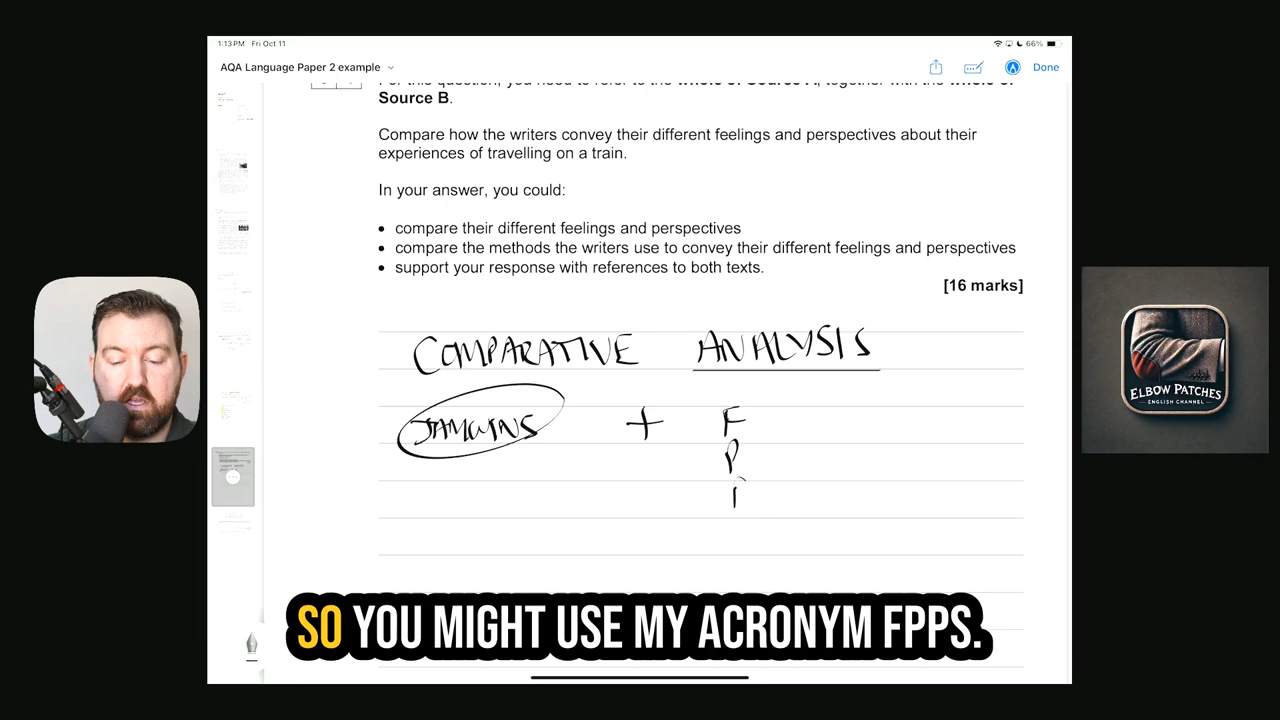 1:13 PM Fri Oct 11
66%
AQA Language Paper 2 example
Done
Source B.
Compare how the writers convey their different feelings and perspectives about their
experiences of travelling on a train.
In your answer, you could:
• compare their different feelings and perspectives
• compare the methods the writers use to convey their different feelings and perspectives
• support your response with references to both texts.
[16 marks]
COMPARATIVE ANALYSIS
+ F
P
ELBOW PATCHES
ENGLISH CHANNEL
SO YOU MIGHT USE MY ACRONYM FPPS.